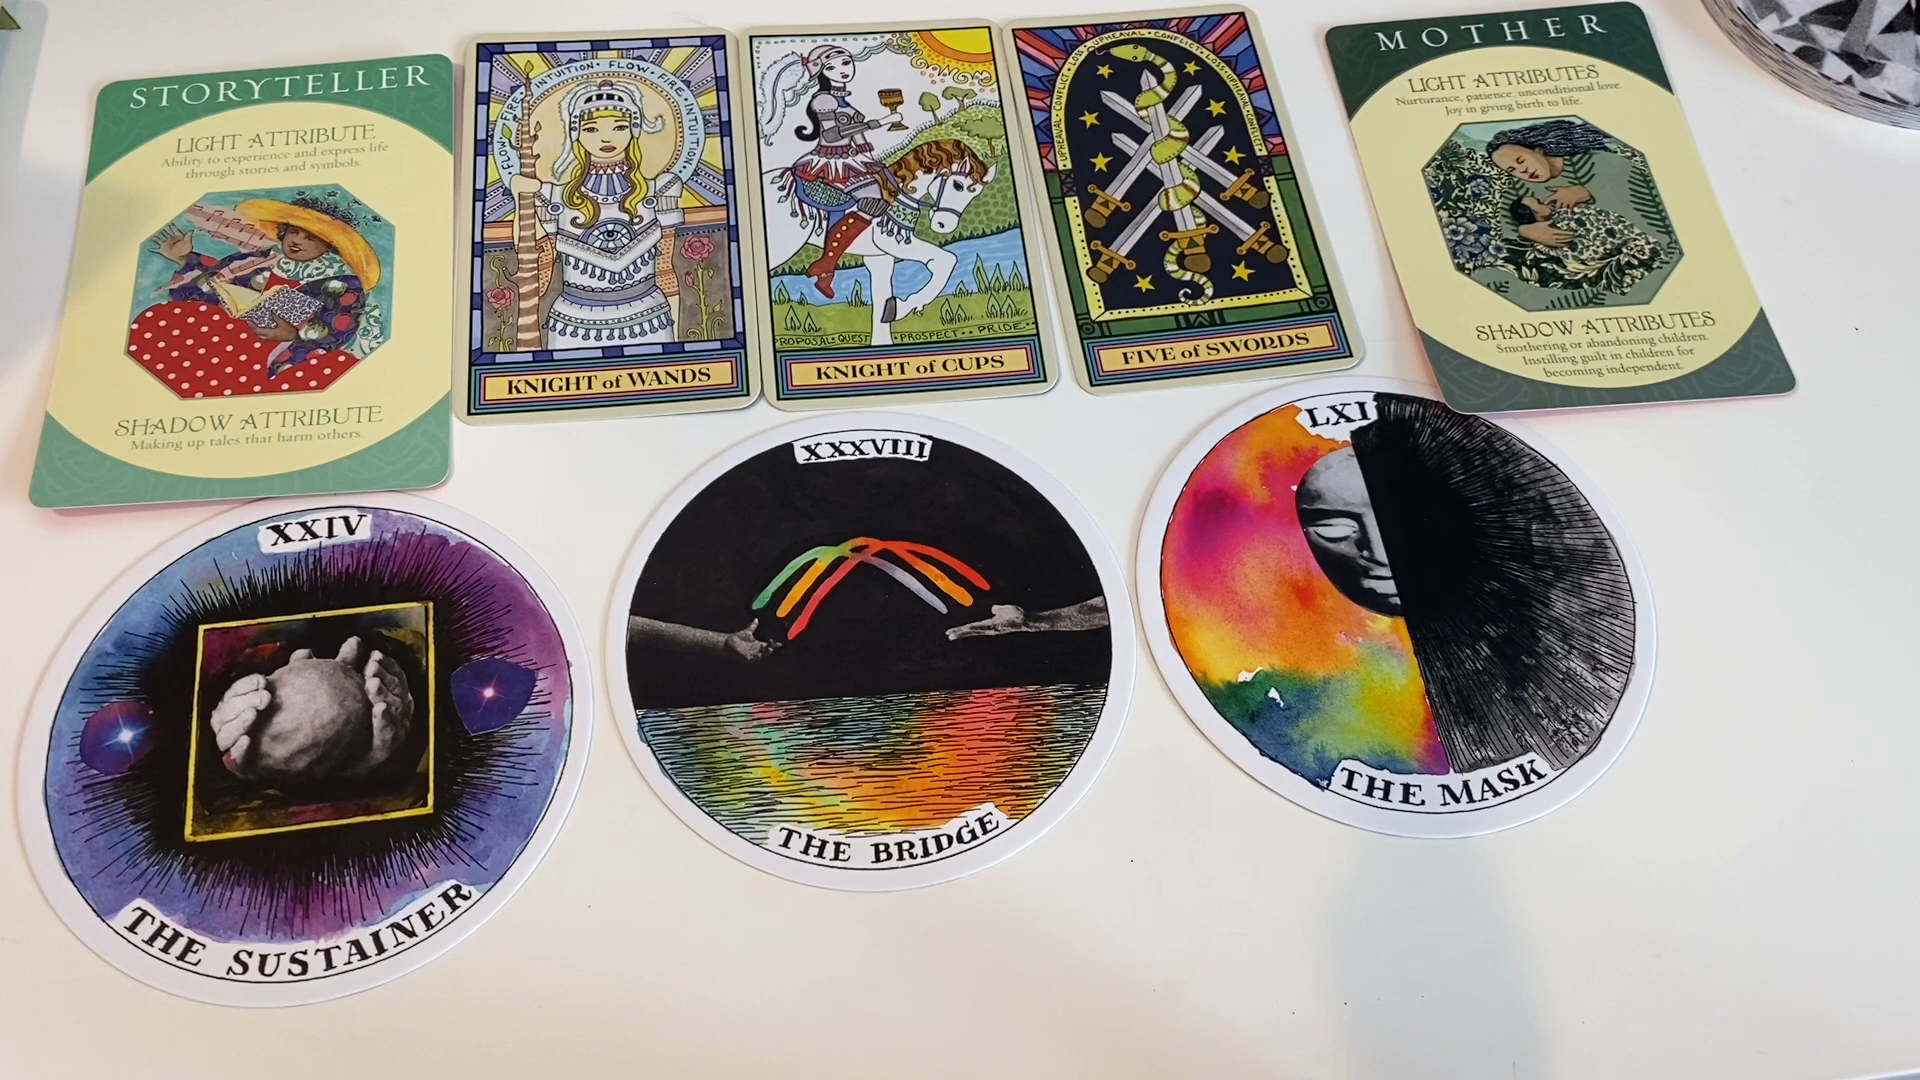 STORYTELLER
LIGHT ATTRIBUTE
Ability to experience and express life
through stories and symbols.
SHADOW ATTRIBUTE
Making up tales that harm others.
FLOW · FIRE · INTUITION · FLOW · FIRE · INTUITION ·
KNIGHT of WANDS
PROPOSAL · QUEST · PROSPECT · PRIDE
KNIGHT of CUPS
UPHEAVAL · CONFLICT · LOSS · UPHEAVAL · CONFLICT · LOSS · UPHEAVAL · CONFLICT
FIVE of SWORDS
MOTHER
LIGHT ATTRIBUTES
Nurturance, patience, unconditional love.
Joy in giving birth to life.
SHADOW ATTRIBUTES
Smothering or abandoning children.
Instilling guilt in children for
becoming independent.
XXIV
THE SUSTAINER
XXXVIII
THE BRIDGE
LXI
THE MASK